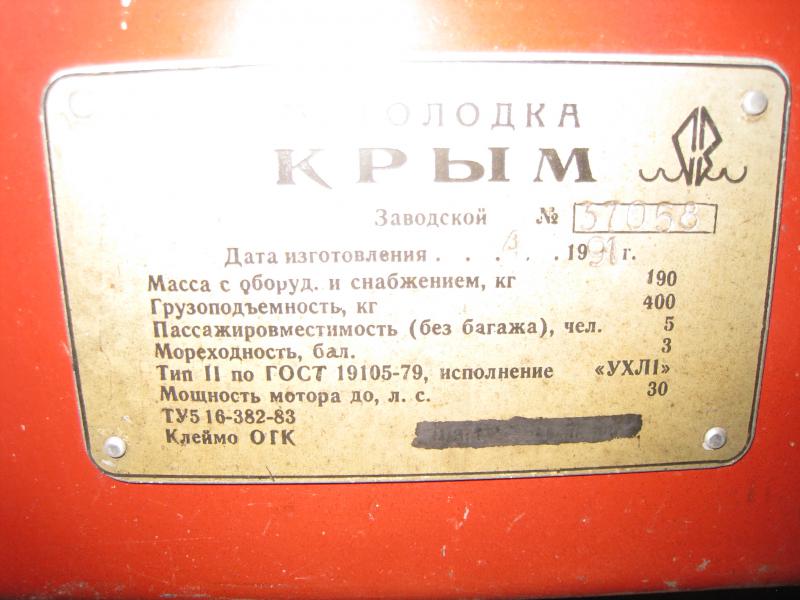 КРЫМ
Заводской № 57058
Дата изготовления . . . . . . 1991 г.
Масса с оборуд. и снабжением, кг 190
Грузоподъемность, кг 400
Пассажировместимость (без багажа), чел. 5
Мореходность, бал. 3
Тип II по ГОСТ 19105-79, исполнение «УХЛ1»
Мощность мотора до, л. с. 30
ТУ5 16-382-83
Клеймо ОГК